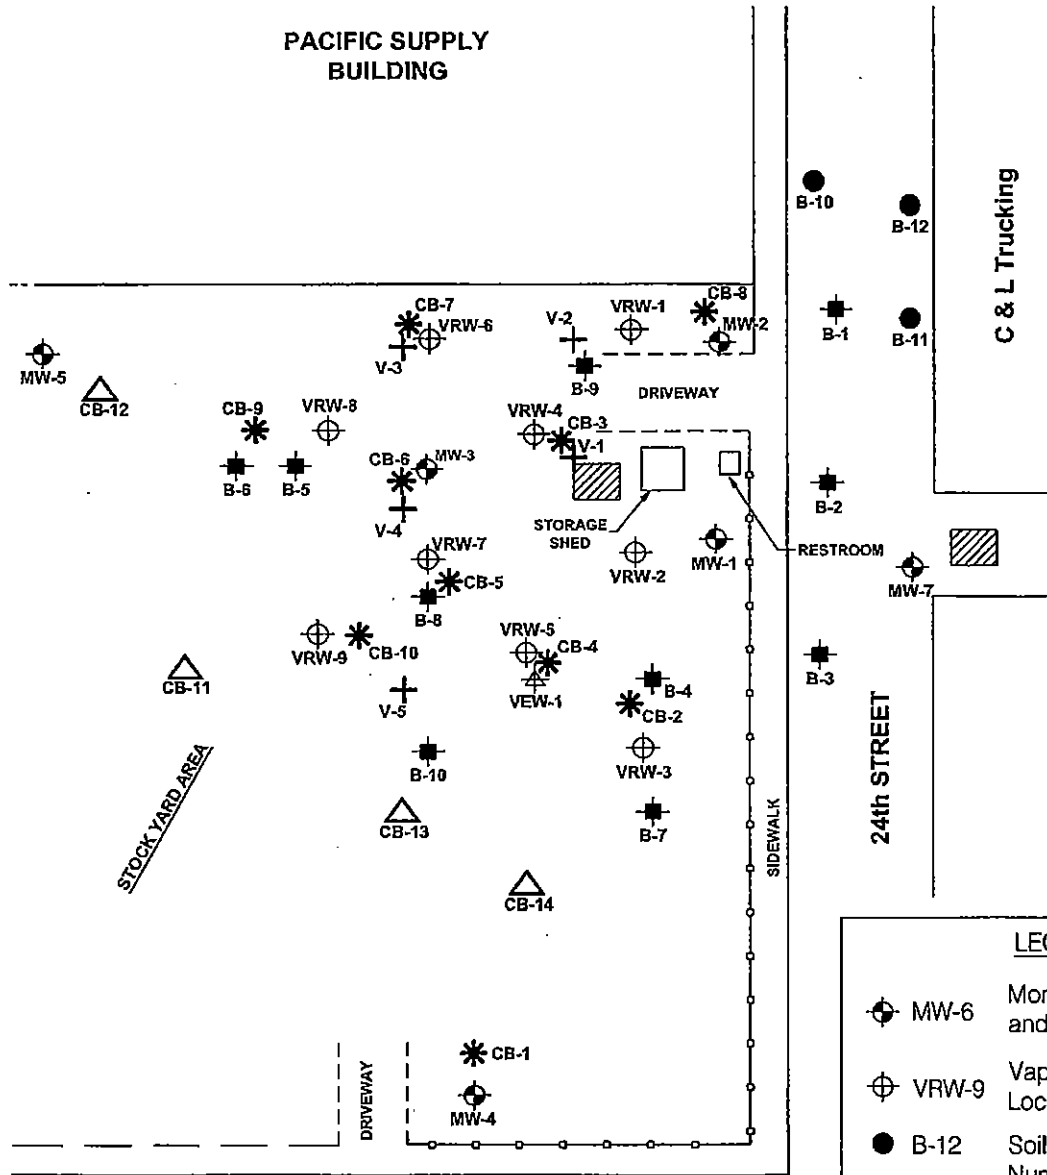 PACIFIC SUPPLY
BUILDING
B-10
B-12
C & L Trucking
CB-7
VRW-6
V-3
V-2
VRW-1
CB-8
MW-2
B-1
B-11
MW-5
CB-12
B-9
DRIVEWAY
CB-9
VRW-8
VRW-4
CB-3
V-1
B-6
B-5
CB-6
MW-3
V-4
STORAGE
SHED
RESTROOM
B-2
VRW-7
CB-5
B-8
VRW-2
MW-1
MW-7
VRW-9
CB-10
VRW-5
CB-4
VEW-1
B-4
CB-2
B-3
CB-11
V-5
B-10
VRW-3
STOCK YARD AREA
CB-13
B-7
SIDEWALK
24th STREET
CB-14
CB-1
MW-4
DRIVEWAY
MW-6
VRW-9
B-12
and